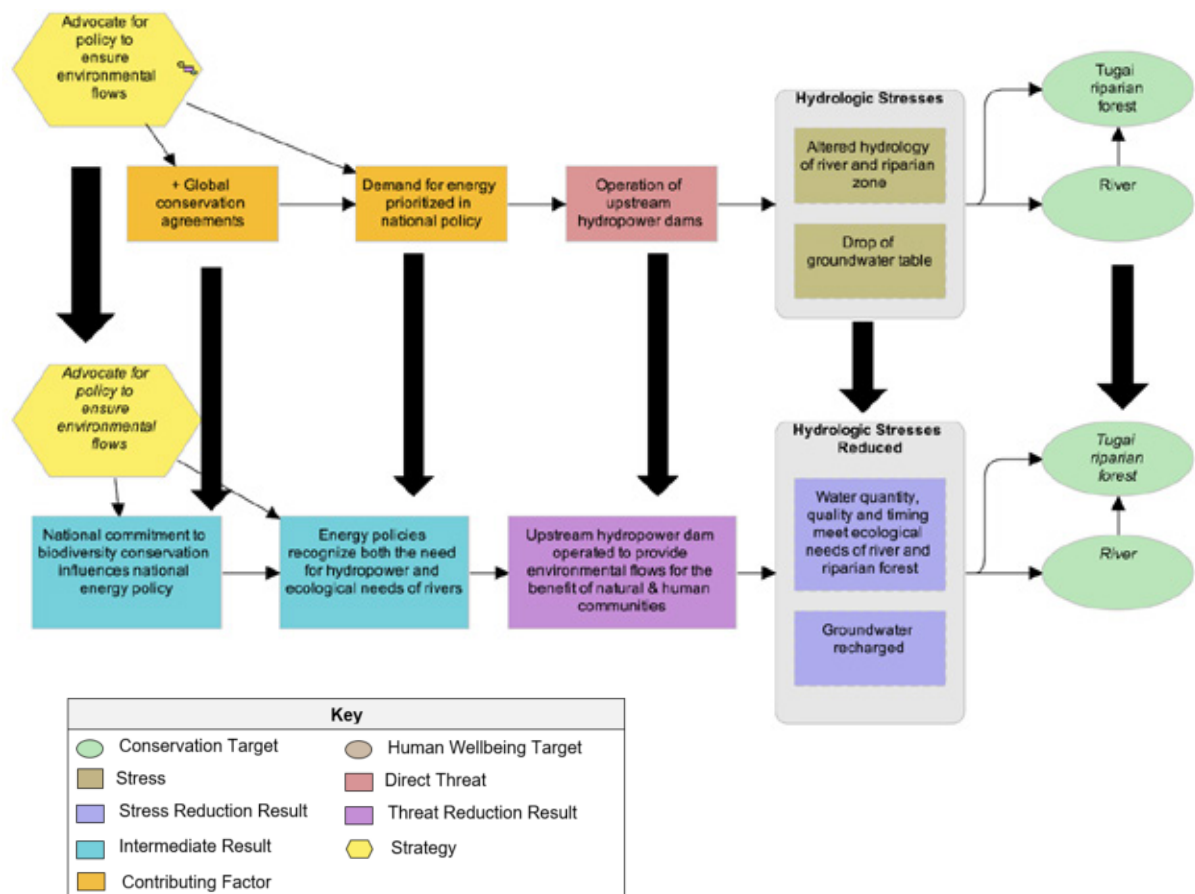 Advocate for
policy to
ensure
environmental
flows
+ Global
conservation
agreements
Demand for energy
prioritized in
national policy
Operation of
upstream
hydropower dams
Hydrologic Stresses
Altered hydrology
of river and riparian
zone
Drop of
groundwater table
Tugai
riparian
forest
River
Advocate for
policy to
ensure
environmental
flows
National commitment to
biodiversity conservation
influences national
energy policy
Energy policies
recognize both the need
for hydropower and
ecological needs of rivers
Upstream hydropower dam
operated to provide
environmental flows for the
benefit of natural & human
communities
Hydrologic Stresses
Reduced
Water quantity,
quality and timing
meet ecological
needs of river and
riparian forest
Groundwater
recharged
Tugai
riparian
forest
River
Key
Conservation Target
Human Wellbeing Target
Stress
Direct Threat
Stress Reduction Result
Threat Reduction Result
Intermediate Result
Strategy
Contributing Factor